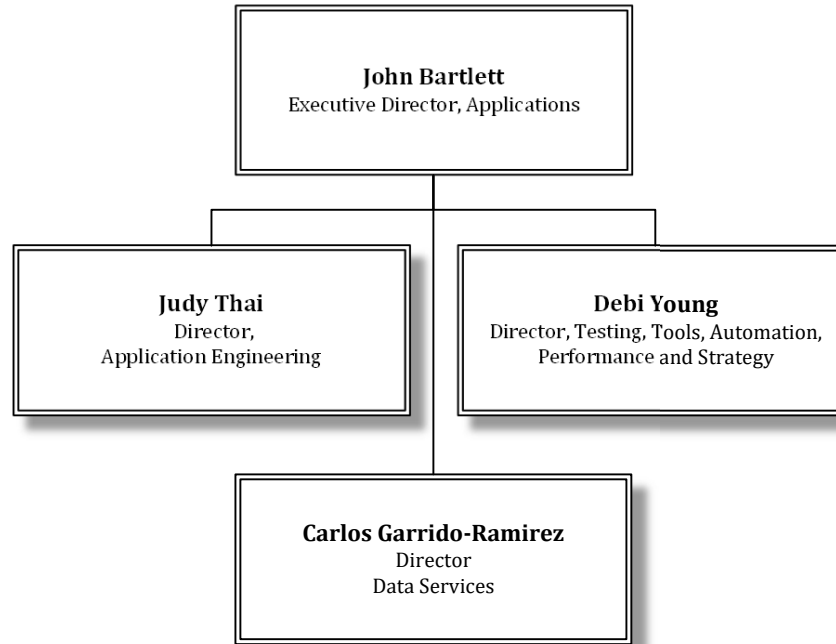 John Bartlett
Executive Director, Applications
Judy Thai
Director,
Application Engineering
Debi Young
Director, Testing, Tools, Automation,
Performance and Strategy
Carlos Garrido-Ramirez
Director
Data Services